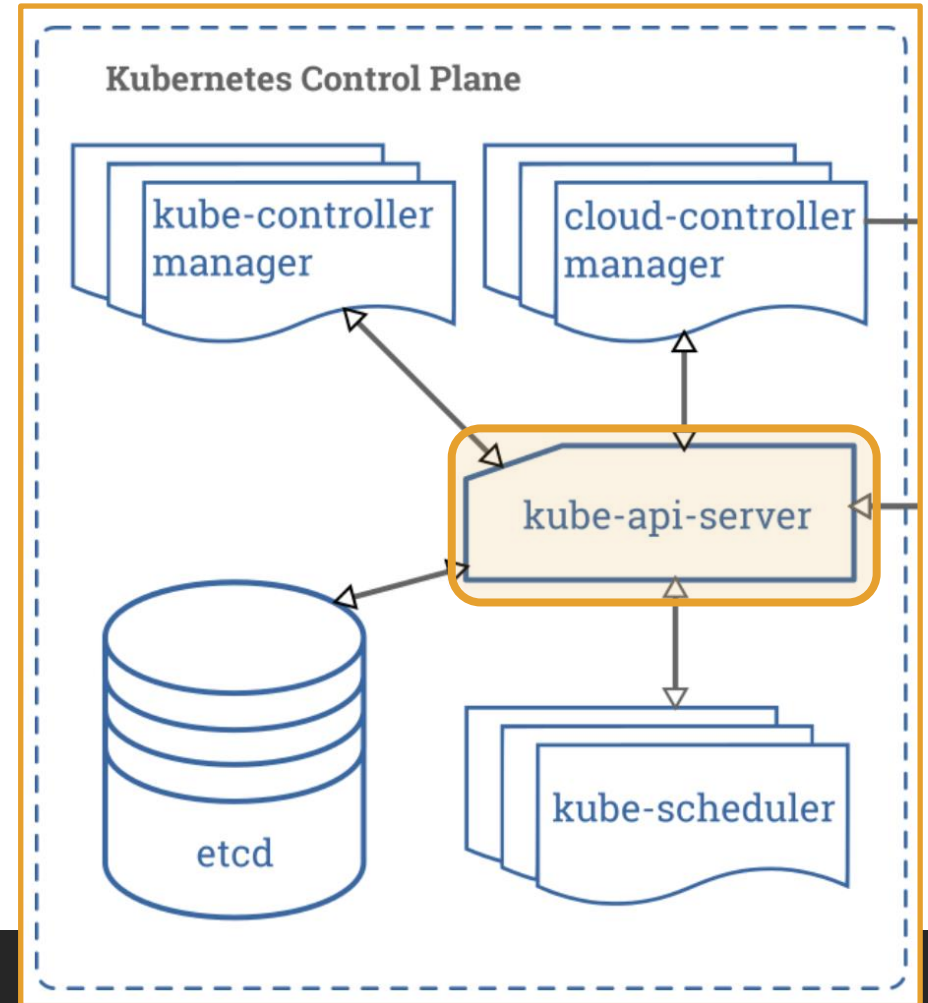 Kubernetes Control Plane
kube-controller
manager
cloud-controller
manager
kube-api-server
etcd
kube-scheduler